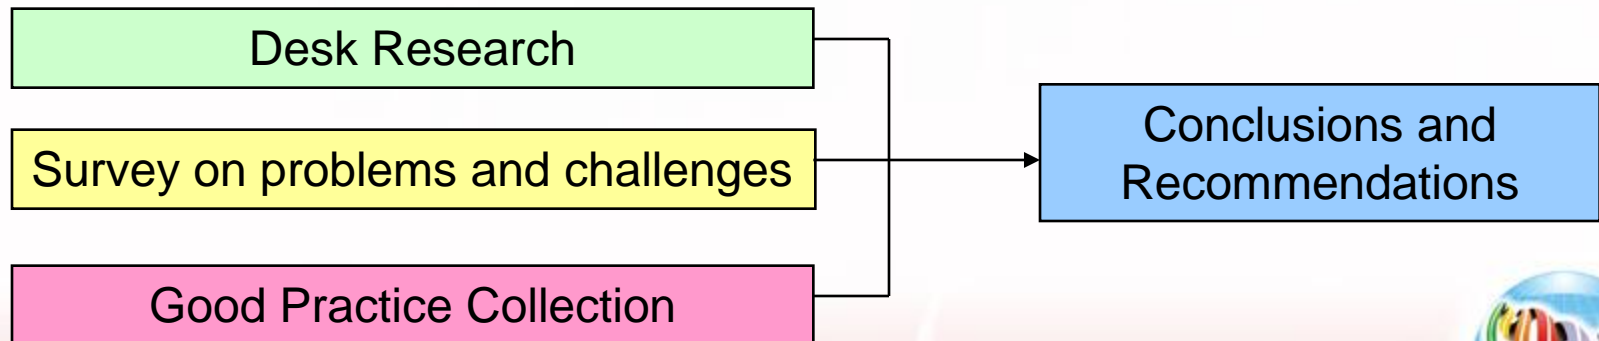 Desk Research
Survey on problems and challenges
Good Practice Collection
Conclusions and
Recommendations